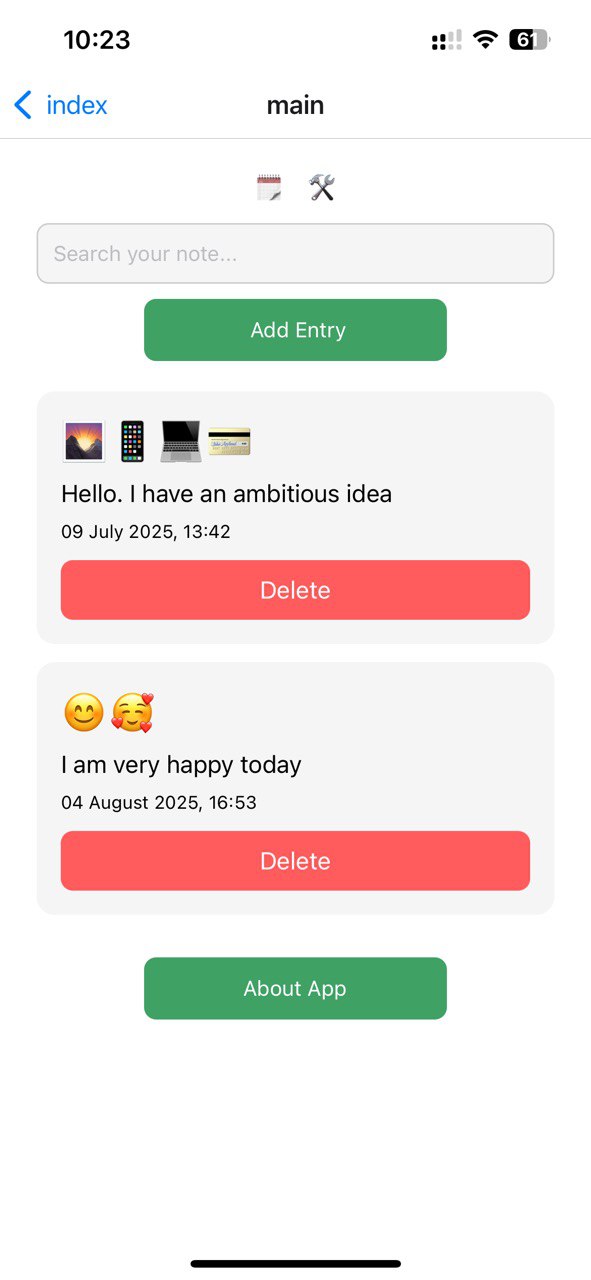 10:23
61
index
main
Search your note...
Add Entry
Hello. I have an ambitious idea
09 July 2025, 13:42
Delete
I am very happy today
04 August 2025, 16:53
Delete
About App